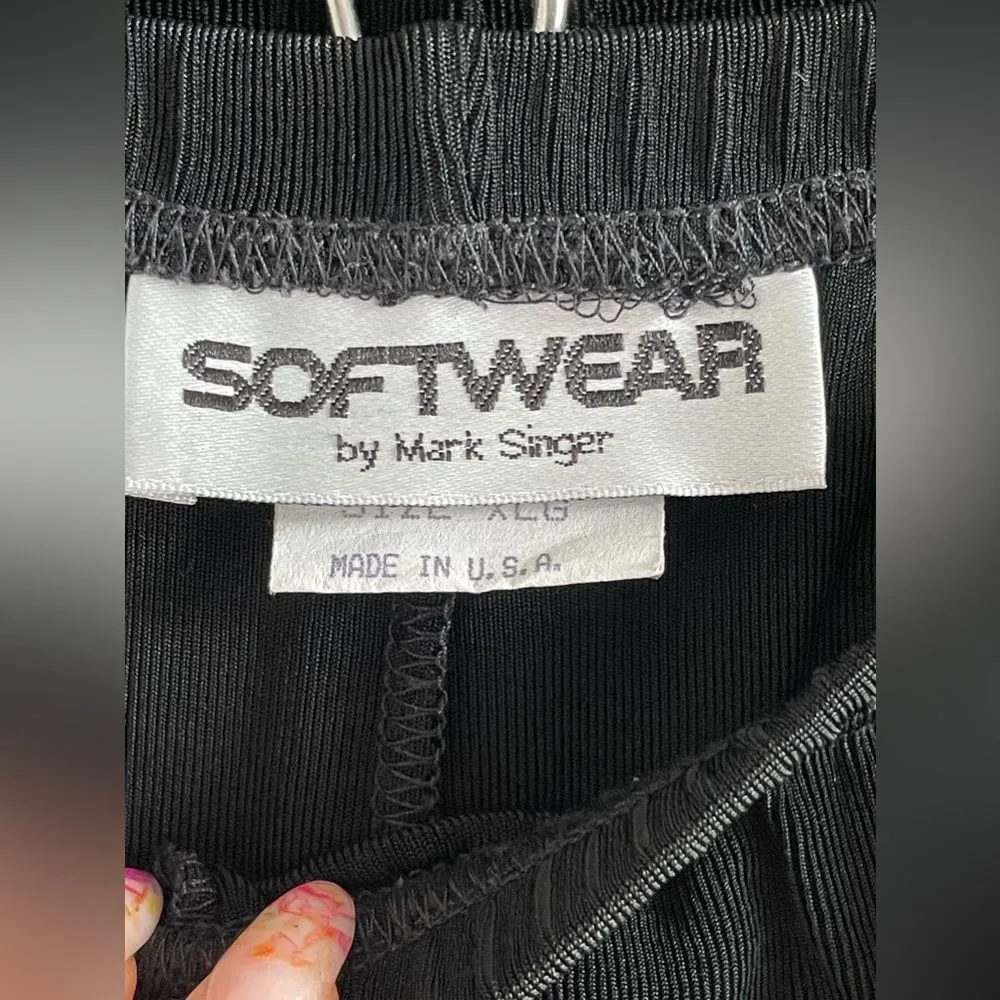 SOFTWEAR
by Mark Singer
SIZE XLG
MADE IN U.S.A.